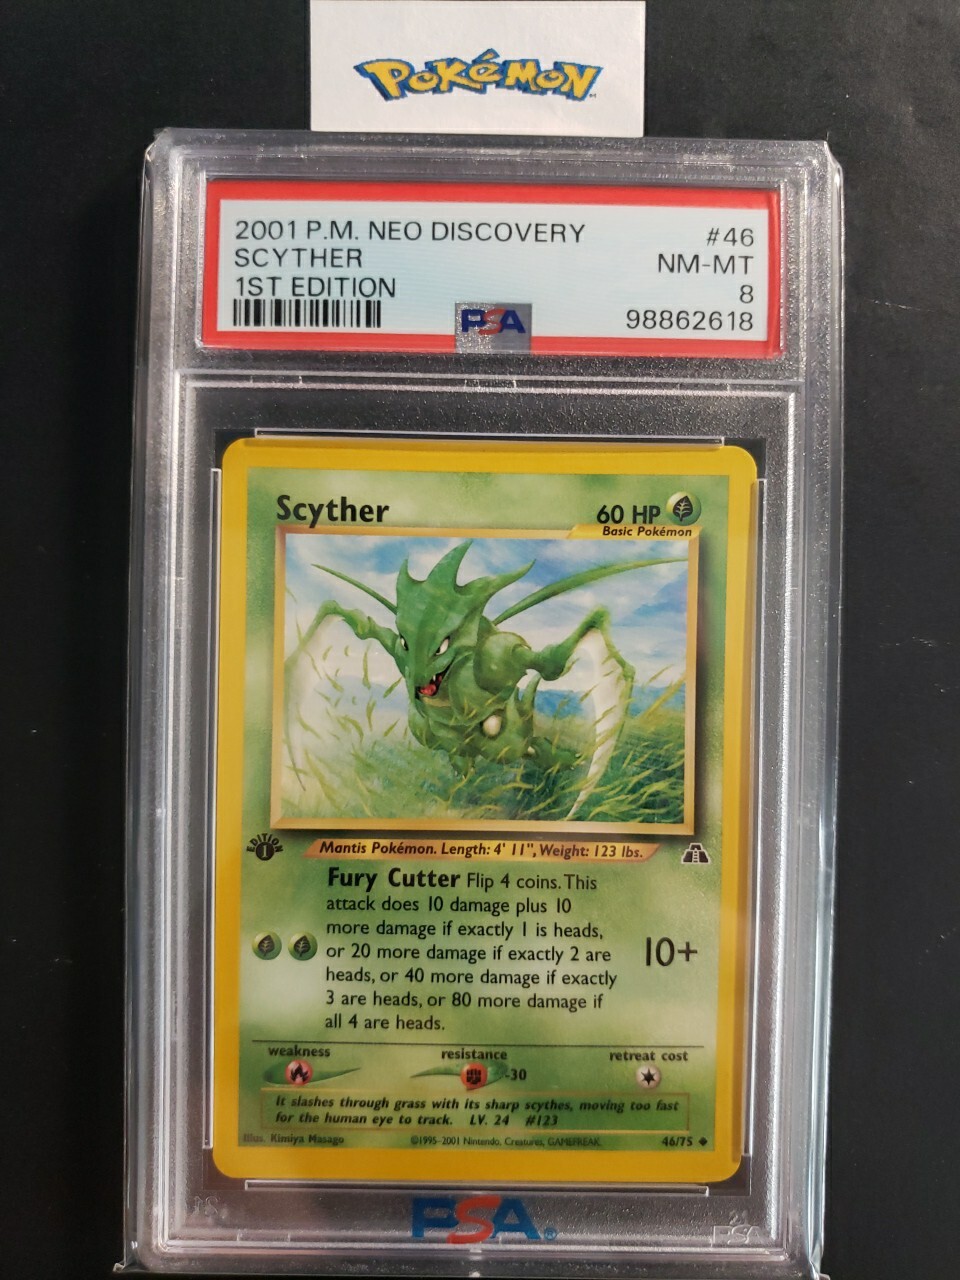 POKéMON
2001 P.M. NEO DISCOVERY #46
SCYTHER NM-MT
1ST EDITION 8
PSA 98862618
Scyther 60 HP
Basic Pokémon
EDITION 1
Mantis Pokémon. Length: 4' 11", Weight: 123 lbs.
Fury Cutter Flip 4 coins. This
attack does 10 damage plus 10
more damage if exactly 1 is heads,
or 20 more damage if exactly 2 are
heads, or 40 more damage if exactly
3 are heads, or 80 more damage if
all 4 are heads.
10+
weakness resistance retreat cost
-30
It slashes through grass with its sharp scythes, moving too fast
for the human eye to track. LV. 24 #123
Illus. Kimiya Masago ©1995-2001 Nintendo, Creatures, GAMEFREAK. 46/75
PSA®